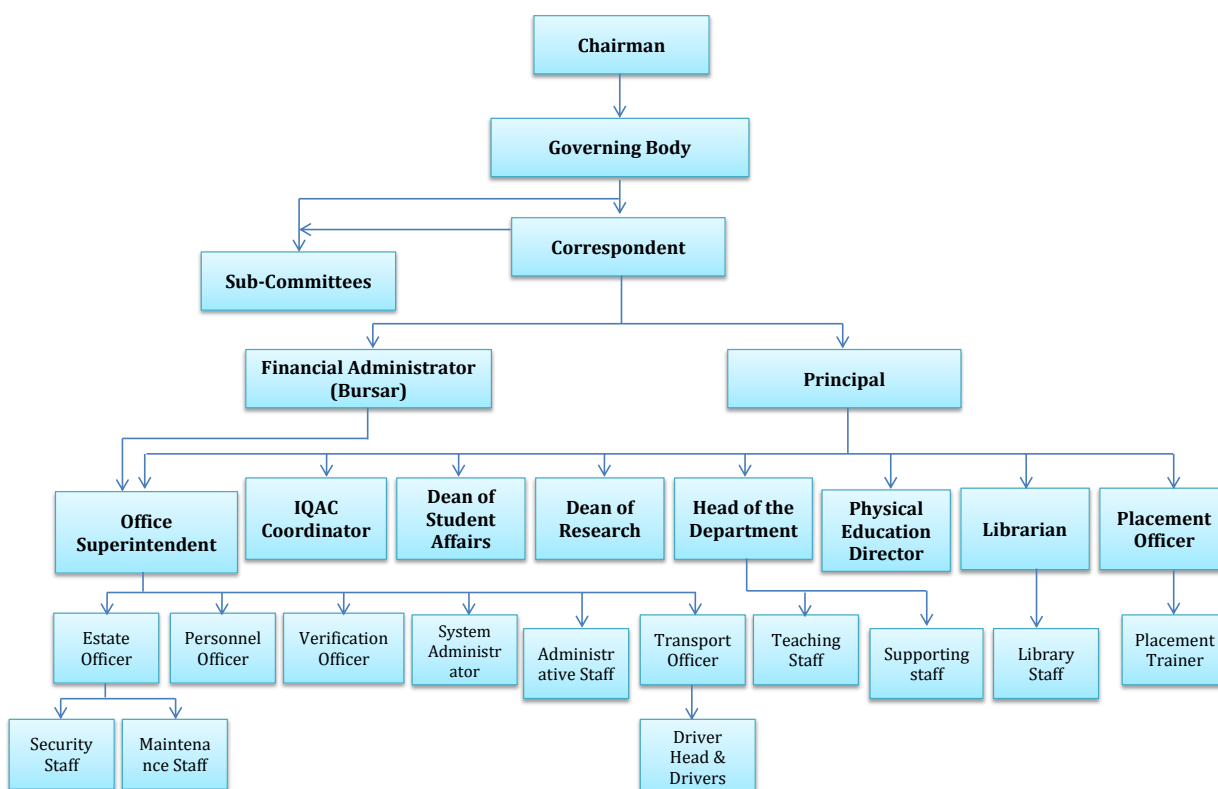 Chairman
Governing Body
Correspondent
Sub-Committees
Financial Administrator
(Bursar)
Principal
Office
Superintendent
IQAC
Coordinator
Dean of
Student
Affairs
Dean of
Research
Head of the
Department
Physical
Education
Director
Librarian
Placement
Officer
Estate
Officer
Personnel
Officer
Verification
Officer
System
Administr
ator
Administr
ative Staff
Transport
Officer
Teaching
Staff
Supporting
staff
Library
Staff
Placement
Trainer
Security
Staff
Maintena
nce Staff
Driver
Head &
Drivers